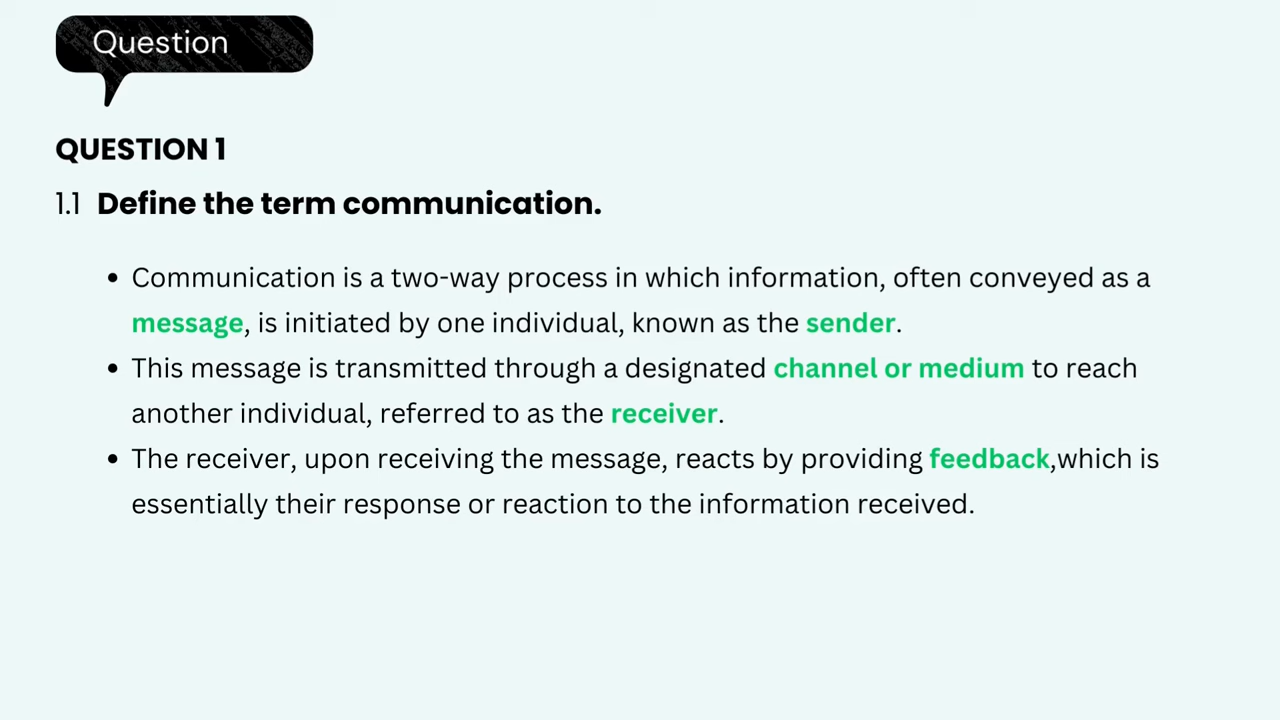 Question
QUESTION 1
1.1 Define the term communication.
• Communication is a two-way process in which information, often conveyed as a
message, is initiated by one individual, known as the sender.
• This message is transmitted through a designated channel or medium to reach
another individual, referred to as the receiver.
• The receiver, upon receiving the message, reacts by providing feedback,which is
essentially their response or reaction to the information received.